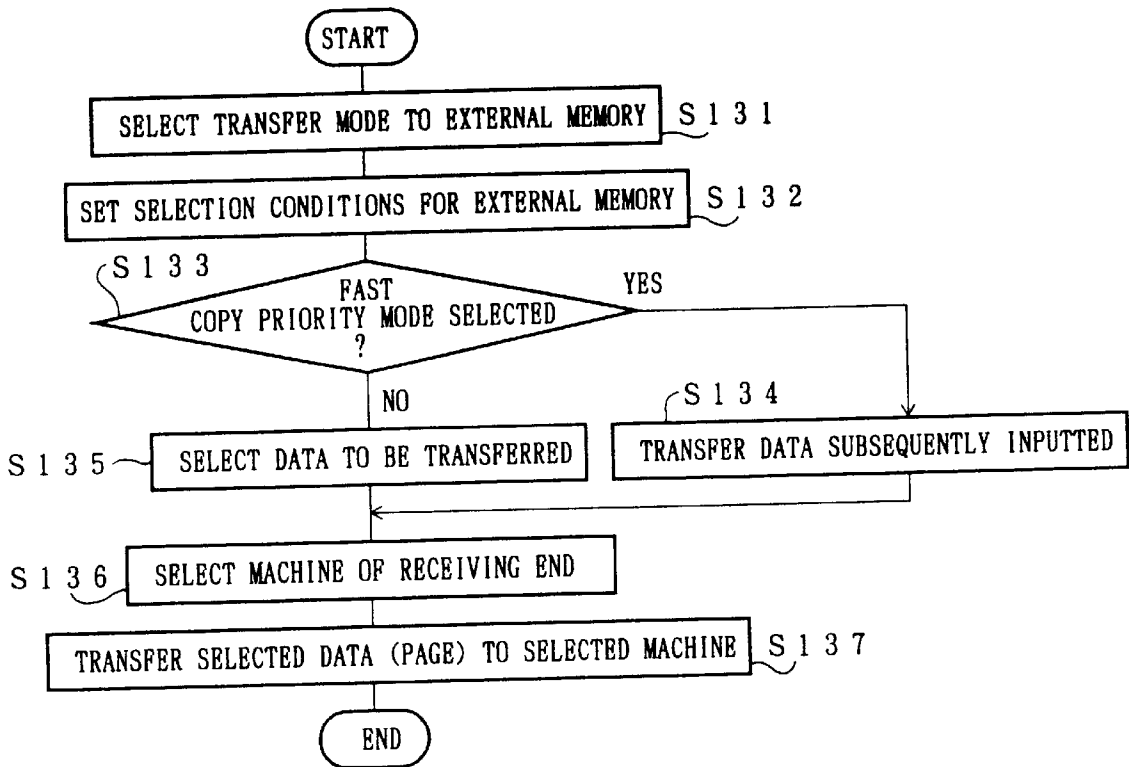 START
SELECT TRANSFER MODE TO EXTERNAL MEMORY
S131
SET SELECTION CONDITIONS FOR EXTERNAL MEMORY
S132
S133
FAST
COPY PRIORITY MODE SELECTED
?
YES
NO
S134
TRANSFER DATA SUBSEQUENTLY INPUTTED
S135
SELECT DATA TO BE TRANSFERRED
S136
SELECT MACHINE OF RECEIVING END
TRANSFER SELECTED DATA (PAGE) TO SELECTED MACHINE
S137
END